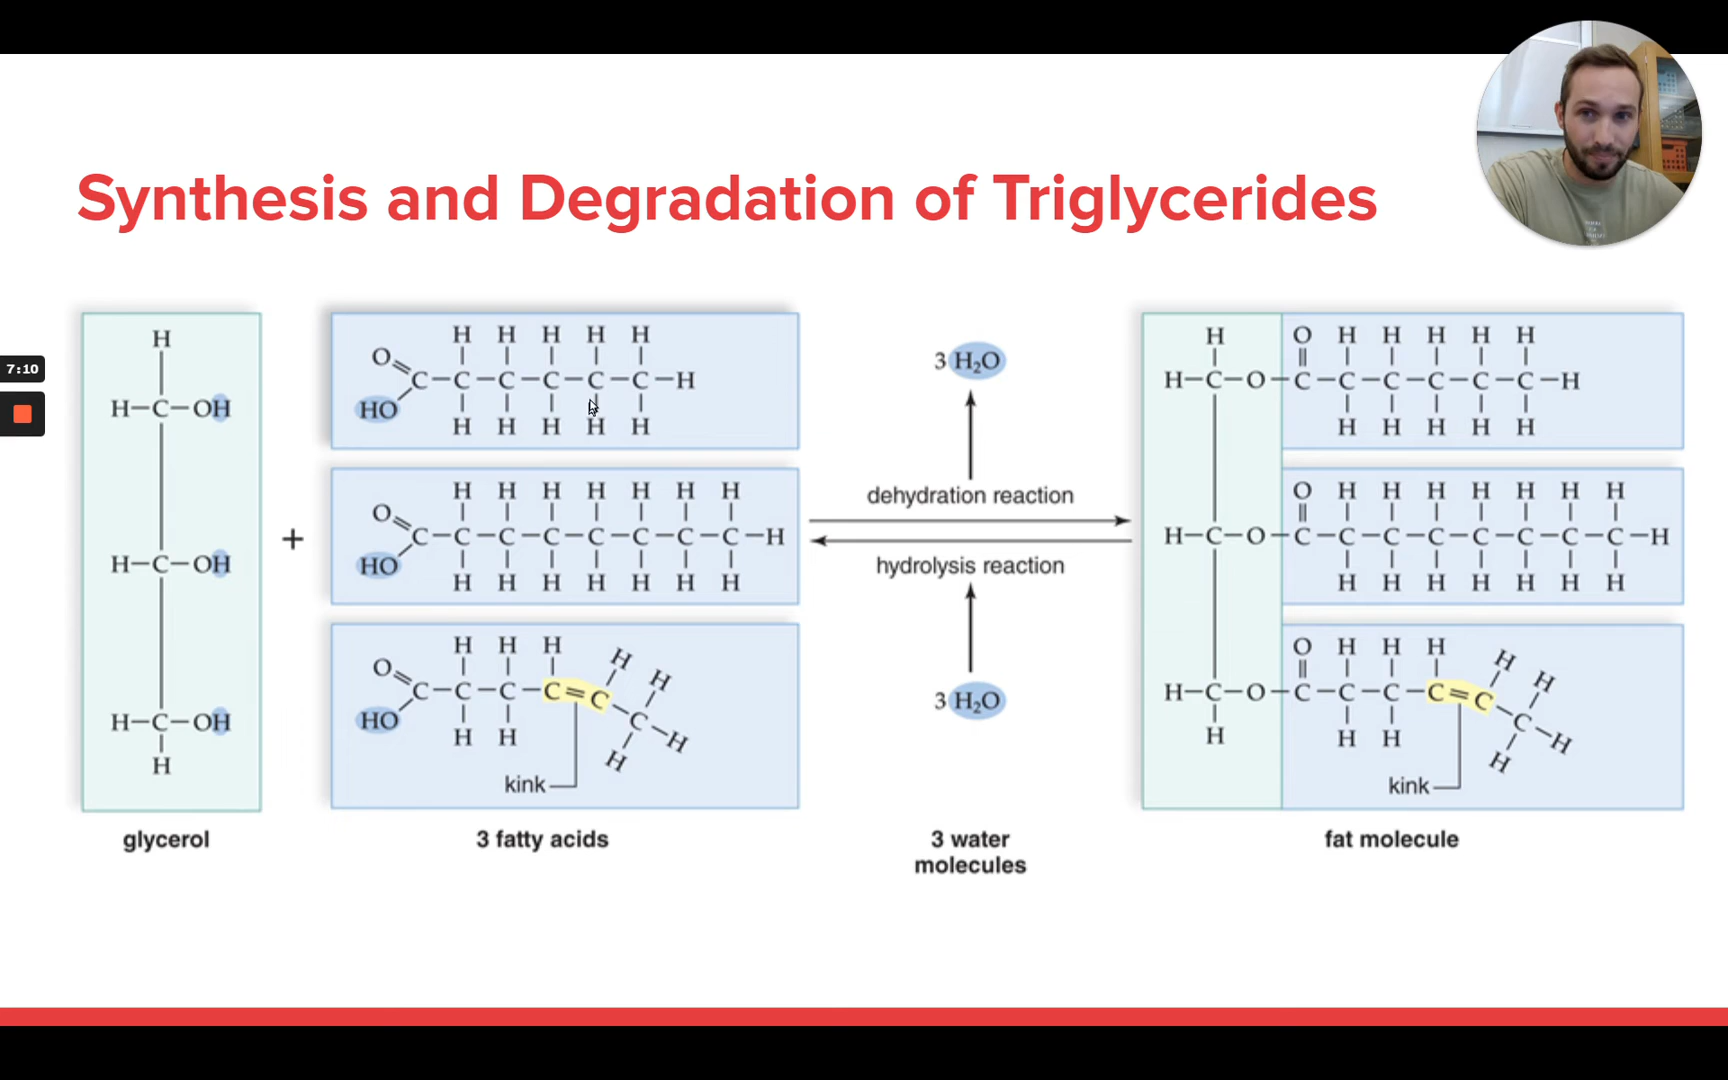 Synthesis and Degradation of Triglycerides
7:10
H
H-C-OH
H-C-OH
H-C-OH
H
glycerol
+
H H H H H
O
C-C-C-C-C-C-H
HO
H H H H H
H H H H H H H
O
C-C-C-C-C-C-C-C-H
HO
H H H H H H H
H H H H H
O
C-C-C-C=C-C-H
HO
H H H
kink
3 fatty acids
3 H₂O
dehydration reaction
hydrolysis reaction
3 H₂O
3 water
molecules
H O H H H H H
H-C-O-C-C-C-C-C-C-H
H H H H H
O H H H H H H H
H-C-O-C-C-C-C-C-C-C-C-H
H H H H H H H
O H H H H H
H-C-O-C-C-C-C=C-C-H
H H H H
kink
fat molecule